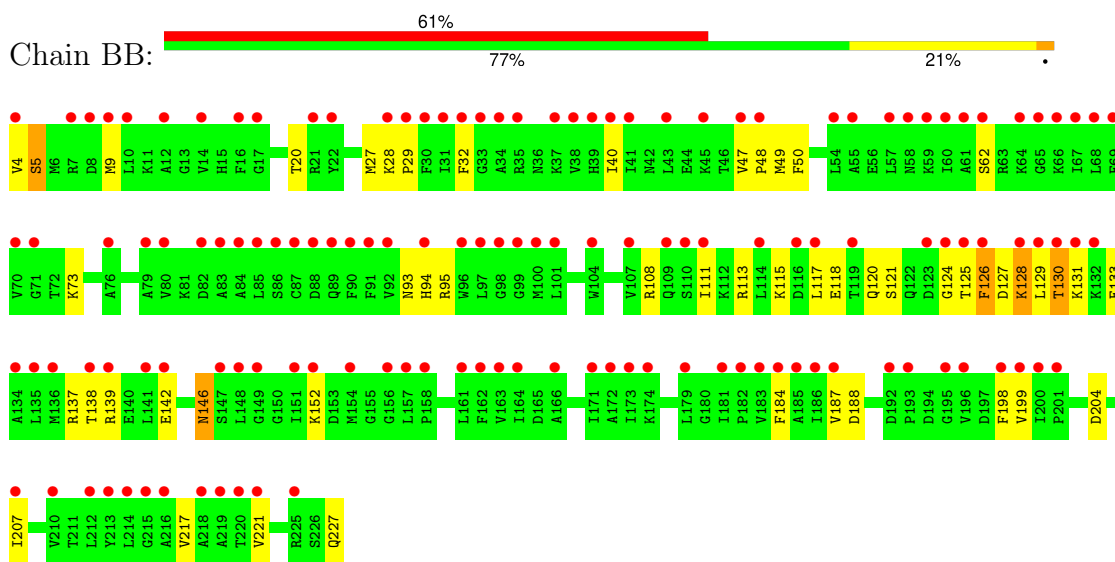 61%
Chain BB:
77% 21% •
V4 S5 M6 R7 D8 M9 L10 K11 A12 G13 V14 H15 F16 G17 T20 R21 Y22 M27 K28 P29 F30 I31 F32 G33 A34 R35 N36 K37 V38 H39 I40 I41 N42 L43 E44 K45 T46 V47 P48 M49 F50 L54 A55 E56 L57 N58 K59 I60 A61 S62 R63 K64 G65 K66 I67 L68 F69
V70 G71 T72 K73 A76 A79 V80 K81 D82 A83 A84 L85 S86 C87 D88 Q89 F90 F91 V92 N93 H94 R95 W96 L97 G98 G99 M100 L101 W104 V107 R108 Q109 S110 I111 K112 R113 L114 K115 D116 L117 E118 T119 Q120 S121 Q122 D123 G124 T125 F126 D127 K128 L129 T130 K131 K132 E133
A134 L135 M136 R137 T138 R139 E140 L141 E142 N146 S147 L148 G149 G150 I151 K152 D153 M154 G155 G156 L157 P158 L161 F162 V163 I164 D165 A166 I171 A172 I173 K174 L179 G180 I181 P182 V183 F184 A185 I186 V187 D188 D192 P193 D194 G195 V196 D197 F198 V199 I200 P201 D204
I207 V210 T211 L212 Y213 L214 G215 A216 V217 A218 A219 T220 V221 R225 S226 Q227